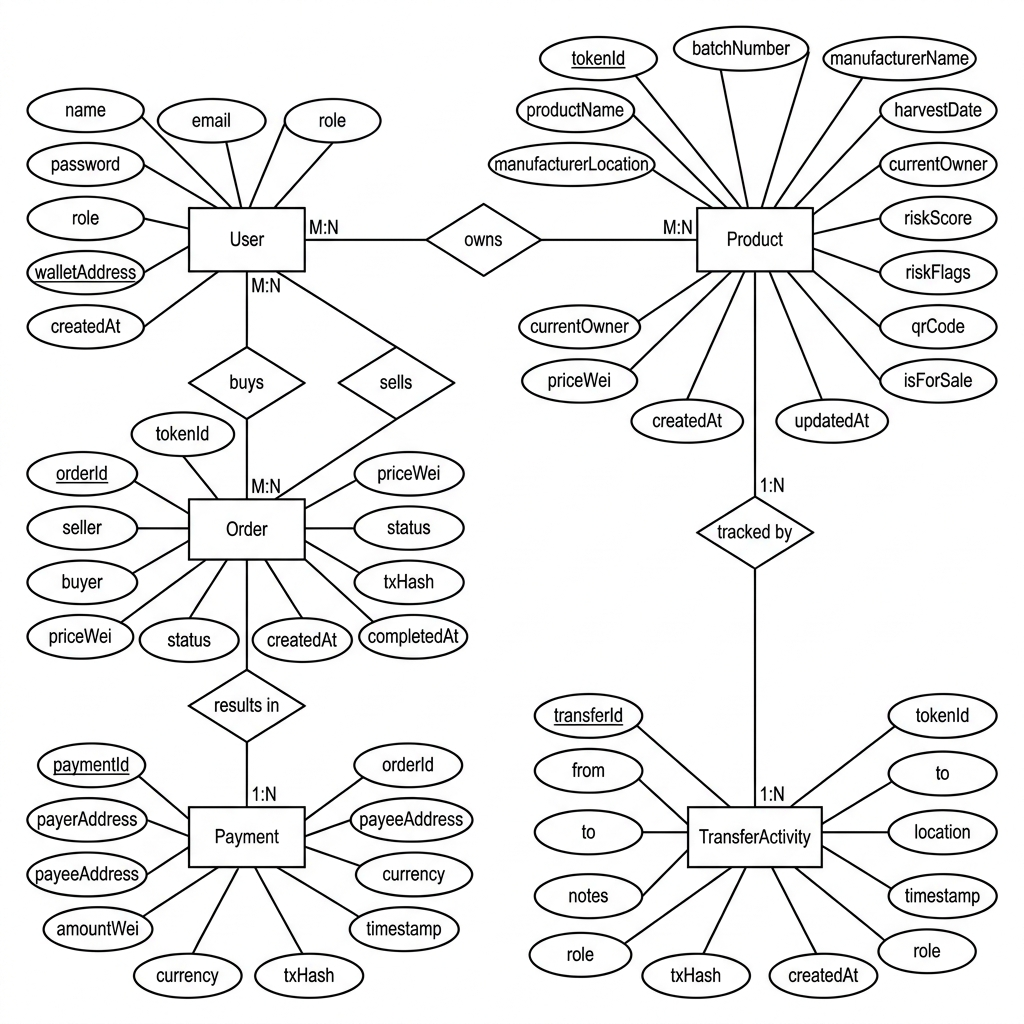 tokenId
batchNumber
manufacturerName
name
email
role
productName
harvestDate
password
manufacturerLocation
currentOwner
role
riskScore
User
M:N
owns
M:N
Product
walletAddress
riskFlags
M:N
createdAt
currentOwner
qrCode
buys
sells
priceWei
isForSale
createdAt
updatedAt
tokenId
orderId
priceWei
M:N
1:N
seller
Order
status
tracked by
buyer
txHash
priceWei
status
createdAt
completedAt
results in
transferId
tokenId
paymentId
orderId
from
to
1:N
1:N
payerAddress
payeeAddress
Payment
to
TransferActivity
location
payeeAddress
currency
notes
timestamp
amountWei
timestamp
role
role
currency
txHash
txHash
createdAt